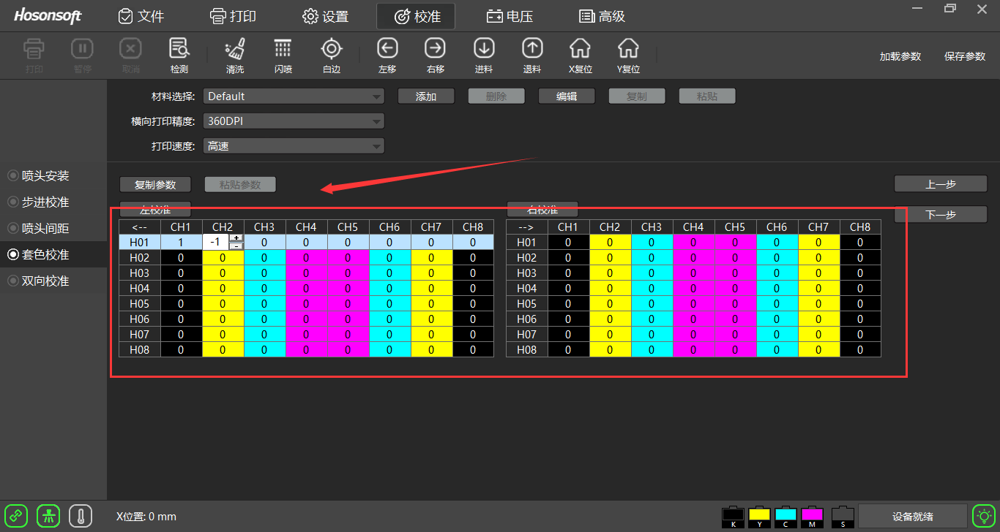 Hosonsoft 文件 打印 设置 校准 电压 高级
打印 暂停 取消 检测 清洗 闪喷 白边 左移 右移 进料 退料 X复位 Y复位 加载参数 保存参数
材料选择: Default 添加 删除 编辑 复制 粘贴
横向打印精度: 360DPI
打印速度: 高速
喷头安装
步进校准
喷头间距
套色校准
双向校准
复制参数 粘贴参数 上一步
左校准 右校准 下一步
<-- CH1 CH2 CH3 CH4 CH5 CH6 CH7 CH8 --> CH1 CH2 CH3 CH4 CH5 CH6 CH7 CH8
H01 1 -1 + - 0 0 0 0 0 0 H01 0 0 0 0 0 0 0 0
H02 0 0 0 0 0 0 0 0 H02 0 0 0 0 0 0 0 0
H03 0 0 0 0 0 0 0 0 H03 0 0 0 0 0 0 0 0
H04 0 0 0 0 0 0 0 0 H04 0 0 0 0 0 0 0 0
H05 0 0 0 0 0 0 0 0 H05 0 0 0 0 0 0 0 0
H06 0 0 0 0 0 0 0 0 H06 0 0 0 0 0 0 0 0
H07 0 0 0 0 0 0 0 0 H07 0 0 0 0 0 0 0 0
H08 0 0 0 0 0 0 0 0 H08 0 0 0 0 0 0 0 0
X位置: 0 mm K Y C M S 设备就绪